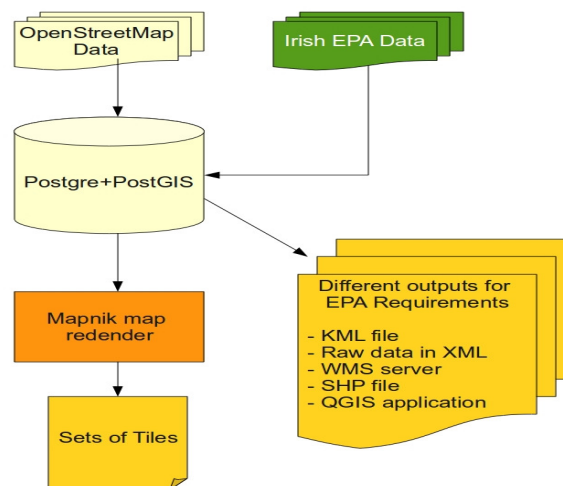 OpenStreetMap
Data
Irish EPA Data
Postgre+PostGIS
Different outputs for
EPA Requirements
- KML file
- Raw data in XML
- WMS server
- SHP file
- QGIS application
Mapnik map
redender
Sets of Tiles